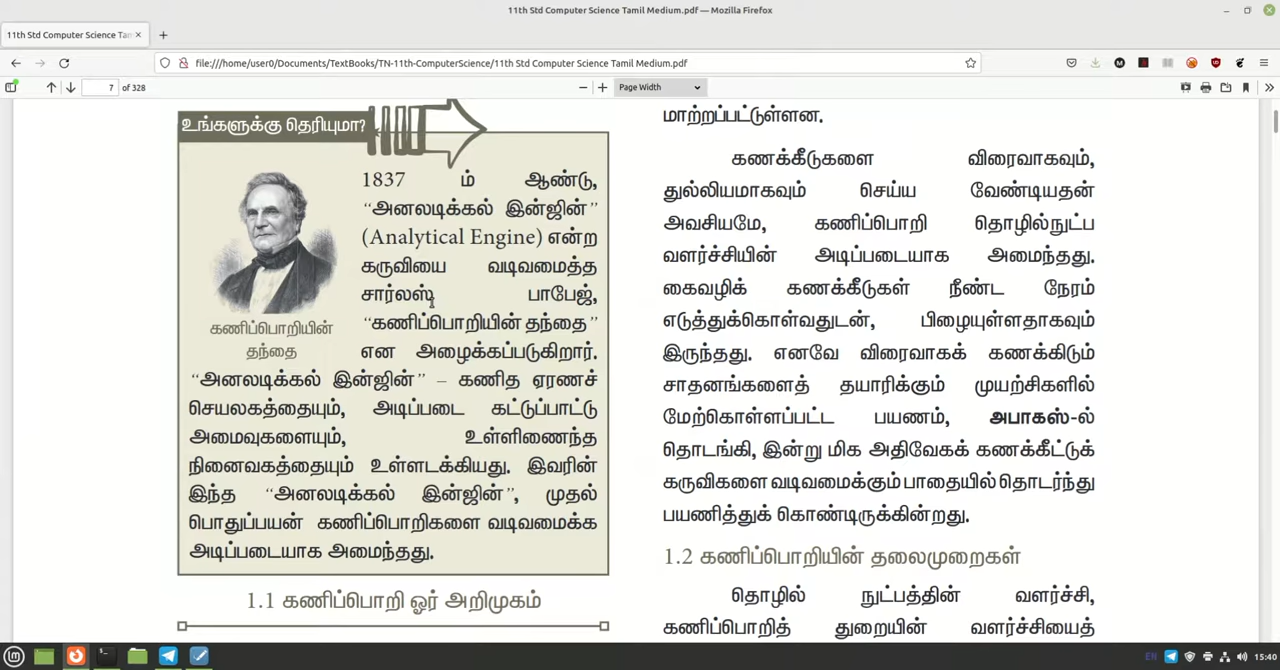 11th Std Computer Science Tamil Medium.pdf — Mozilla Firefox
11th Std Computer Science Tam
file:///home/user0/Documents/TextBooks/TN-11th-ComputerScience/11th Std Computer Science Tamil Medium.pdf
7 of 328
Page Width
உங்களுக்கு தெரியுமா?
1837 ம் ஆண்டு,
“அனலடிக்கல் இன்ஜின்”
(Analytical Engine) என்ற
கருவியை வடிவமைத்த
சார்லஸ் பாபேஜ்,
“கணிப்பொறியின் தந்தை”
என அழைக்கப்படுகிறார்.
கணிப்பொறியின்
தந்தை
“அனலடிக்கல் இன்ஜின்” – கணித ஏரணச்
செயலகத்தையும், அடிப்படை கட்டுப்பாட்டு
அமைவுகளையும், உள்ளிணைந்த
நினைவகத்தையும் உள்ளடக்கியது. இவரின்
இந்த “அனலடிக்கல் இன்ஜின்”, முதல்
பொதுப்பயன் கணிப்பொறிகளை வடிவமைக்க
அடிப்படையாக அமைந்தது.
1.1 கணிப்பொறி ஓர் அறிமுகம்
மாற்றப்பட்டுள்ளன.
கணக்கீடுகளை விரைவாகவும்,
துல்லியமாகவும் செய்ய வேண்டியதன்
அவசியமே, கணிப்பொறி தொழில்நுட்ப
வளர்ச்சியின் அடிப்படையாக அமைந்தது.
கைவழிக் கணக்கீடுகள் நீண்ட நேரம்
எடுத்துக்கொள்வதுடன், பிழையுள்ளதாகவும்
இருந்தது. எனவே விரைவாகக் கணக்கிடும்
சாதனங்களைத் தயாரிக்கும் முயற்சிகளில்
மேற்கொள்ளப்பட்ட பயணம், அபாகஸ்-ல்
தொடங்கி, இன்று மிக அதிவேகக் கணக்கீட்டுக்
கருவிகளை வடிவமைக்கும் பாதையில் தொடர்ந்து
பயணித்துக் கொண்டிருக்கின்றது.
1.2 கணிப்பொறியின் தலைமுறைகள்
தொழில் நுட்பத்தின் வளர்ச்சி,
கணிப்பொறித் துறையின் வளர்ச்சியைத்
EN 15:40